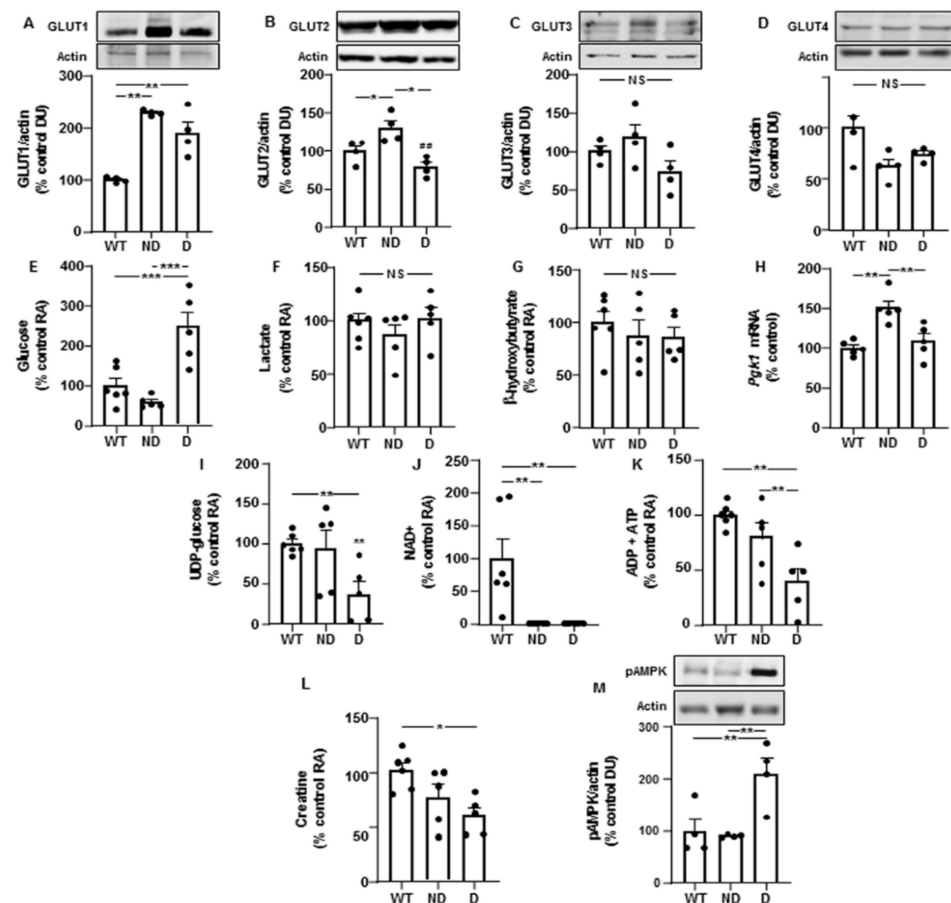 A GLUT1
Actin
GLUT1/actin
(% control DU)
300
200
100
0
**
**
WT ND D
B GLUT2
Actin
GLUT2/actin
(% control DU)
200
150
100
50
0
*
*
##
WT ND D
C GLUT3
Actin
GLUT3/actin
(% control DU)
200
150
100
50
0
NS
WT ND D
D GLUT4
Actin
GLUT4/actin
(% control DU)
100
50
0
NS
WT ND D
E
Glucose
(% control RA)
400
300
200
100
0
***
***
WT ND D
F
Lactate
(% control RA)
150
100
50
0
NS
WT ND D
G
β-hydroxybutyrate
(% control RA)
150
100
50
0
NS
WT ND D
H
Pgk1 mRNA
(% control)
200
150
100
50
0
**
**
WT ND D
I
UDP-glucose
(% control RA)
200
150
100
50
0
**
**
WT ND D
J
NAD+
(% control RA)
250
200
150
100
50
0
**
**
WT ND D
K
ADP + ATP
(% control RA)
150
100
50
0
**
**
WT ND D
L
Creatine
(% control RA)
150
100
50
0
*
WT ND D
M pAMPK
Actin
pAMPK/actin
(% control DU)
300
200
100
0
**
**
WT ND D